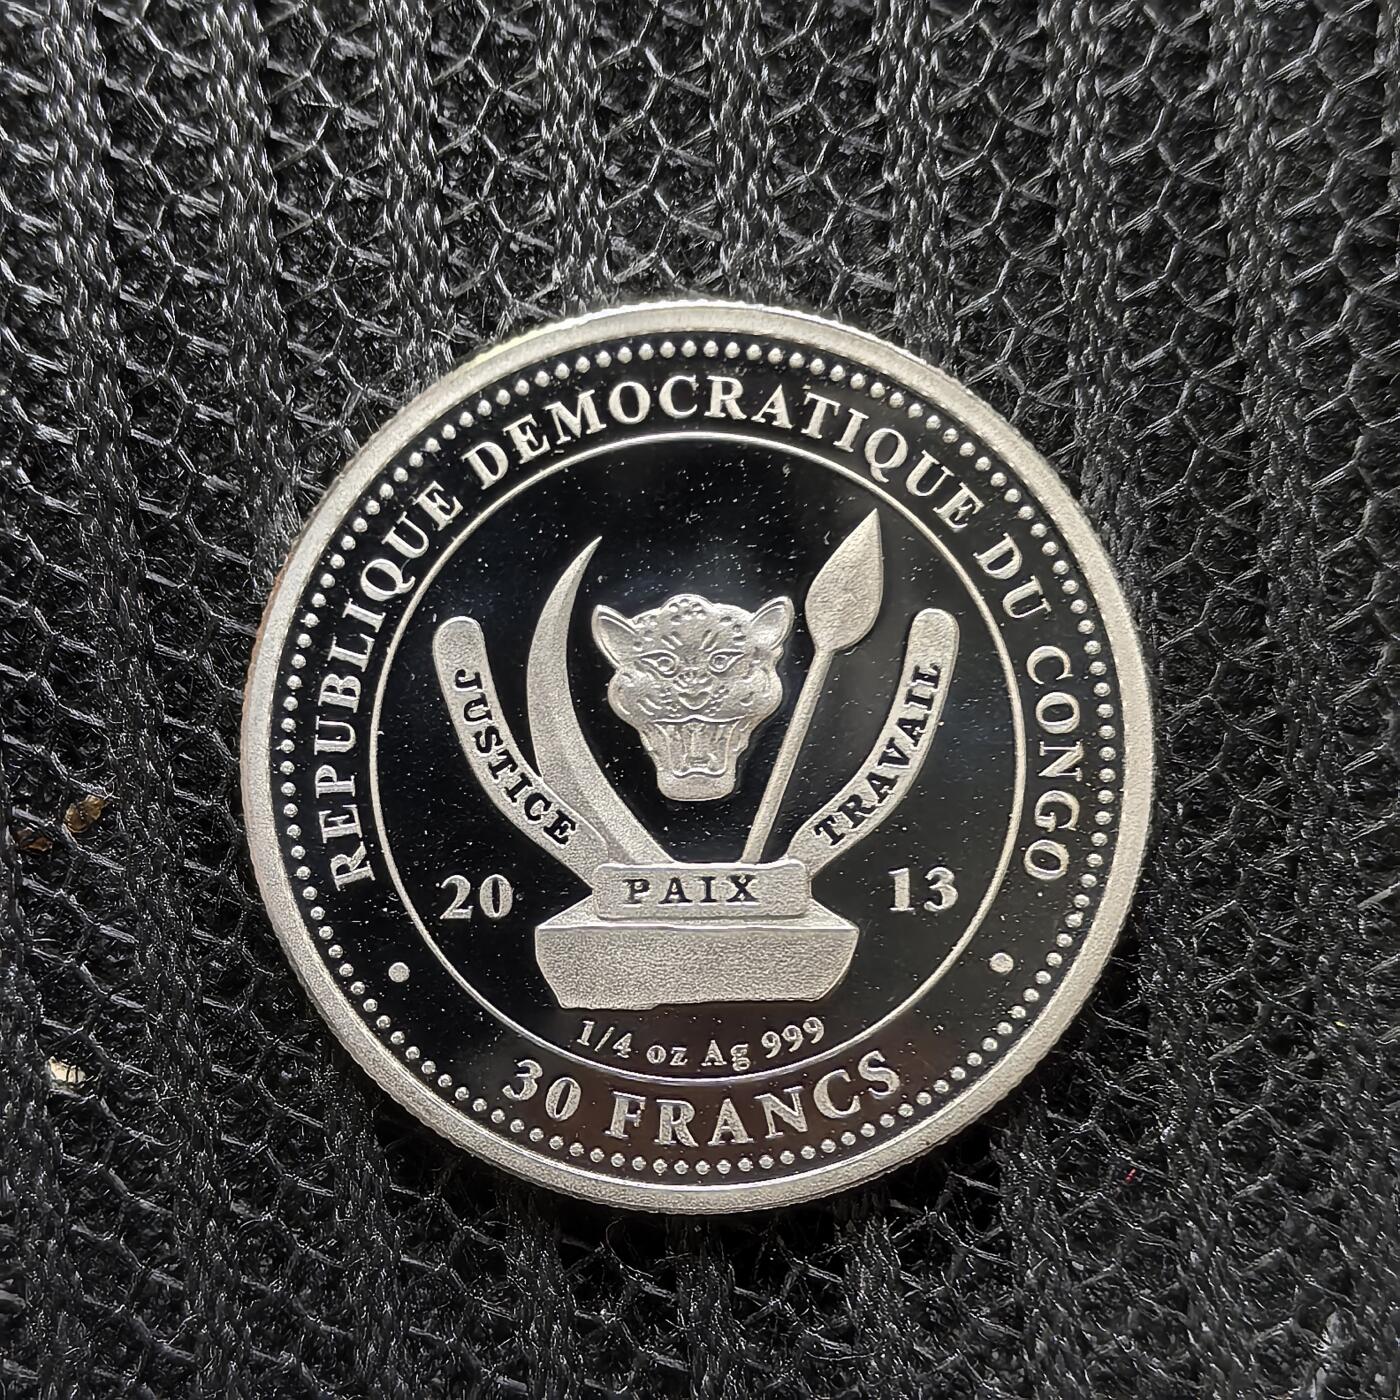 REPUBLIQUE DEMOCRATIQUE DU CONGO
JUSTICE
PAIX
TRAVAIL
20 13
1/4 oz Ag 999
30 FRANCS